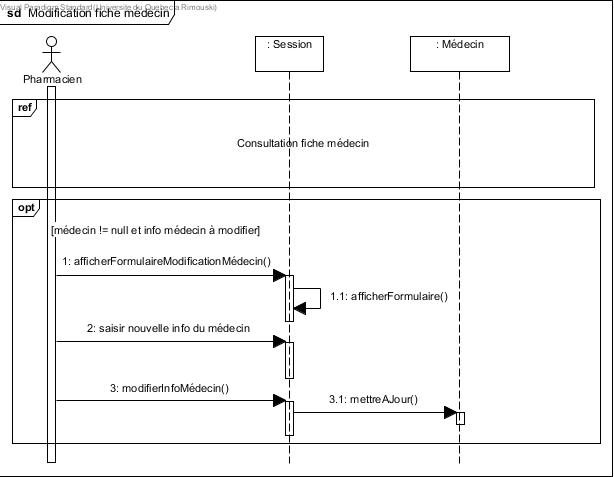 Visual Paradigm Standard(Universite du Quebec a Rimouski)
sd Modification fiche médecin
: Session
: Médecin
Pharmacien
ref
Consultation fiche médecin
opt
[médecin != null et info médecin à modifier]
1: afficherFormulaireModificationMédecin()
1.1: afficherFormulaire()
2: saisir nouvelle info du médecin
3: modifierInfoMédecin()
3.1: mettreAJour()